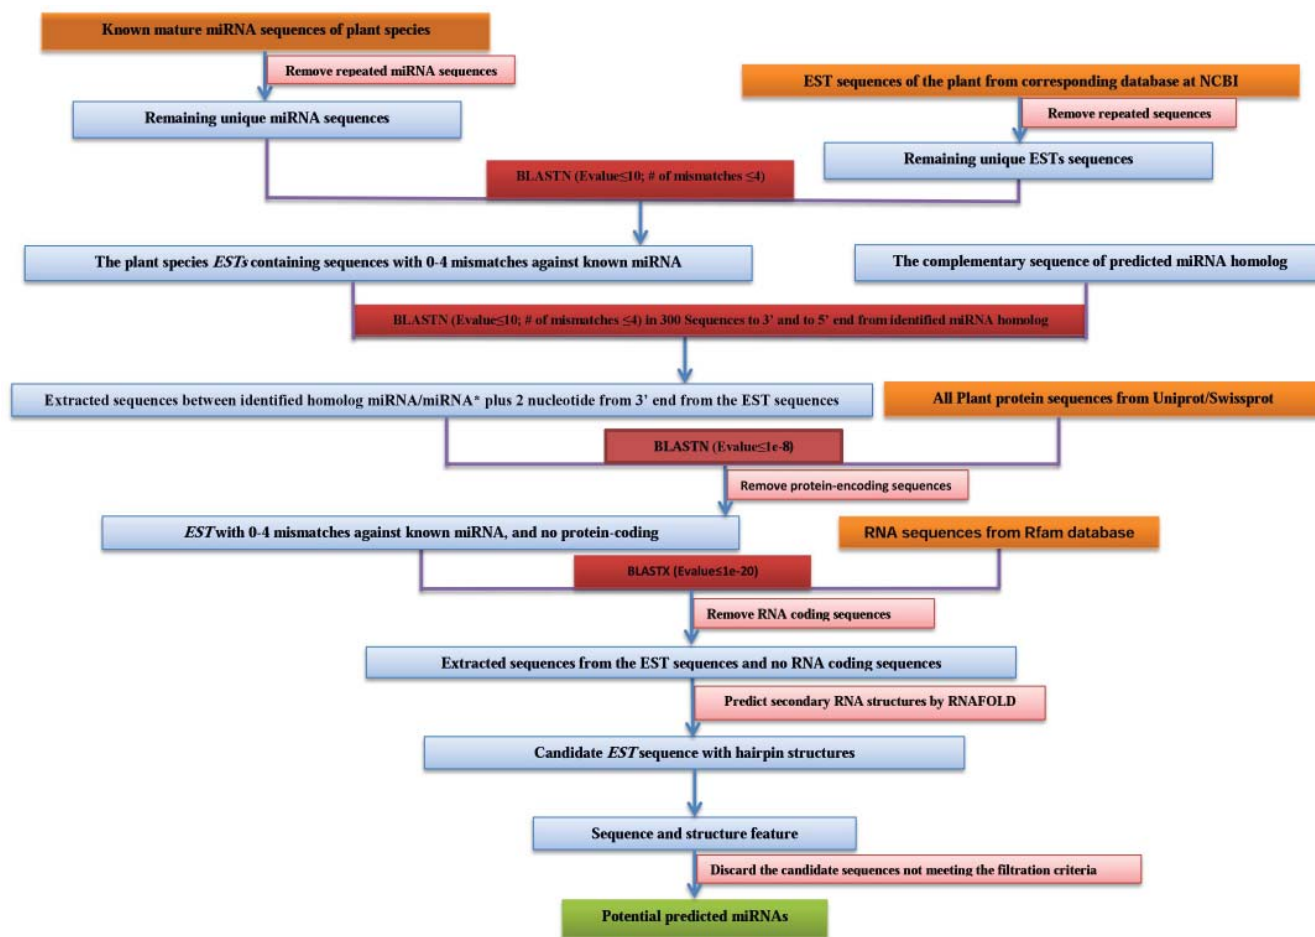 Known mature miRNA sequences of plant species
Remove repeated miRNA sequences
EST sequences of the plant from corresponding database at NCBI
Remaining unique miRNA sequences
Remove repeated sequences
Remaining unique ESTs sequences
BLASTN (Evalue≤10; # of mismatches ≤4)
The plant species ESTs containing sequences with 0-4 mismatches against known miRNA
The complementary sequence of predicted miRNA homolog
BLASTN (Evalue≤10; # of mismatches ≤4) in 300 Sequences to 3’ and to 5’ end from identified miRNA homolog
Extracted sequences between identified homolog miRNA/miRNA* plus 2 nucleotide from 3’ end from the EST sequences
All Plant protein sequences from Uniprot/Swissprot
BLASTN (Evalue≤1e-8)
Remove protein-encoding sequences
EST with 0-4 mismatches against known miRNA, and no protein-coding
RNA sequences from Rfam database
BLASTX (Evalue≤1e-20)
Remove RNA coding sequences
Extracted sequences from the EST sequences and no RNA coding sequences
Predict secondary RNA structures by RNAFOLD
Candidate EST sequence with hairpin structures
Sequence and structure feature
Discard the candidate sequences not meeting the filtration criteria
Potential predicted miRNAs